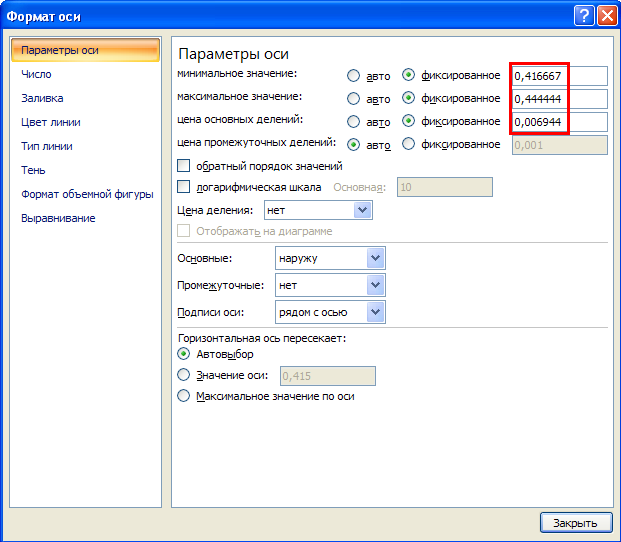 Формат оси
Параметры оси
Число
Заливка
Цвет линии
Тип линии
Тень
Формат объемной фигуры
Выравнивание
Параметры оси
минимальное значение: авто фиксированное 0,416667
максимальное значение: авто фиксированное 0,444444
цена основных делений: авто фиксированное 0,006944
цена промежуточных делений: авто фиксированное 0,001
обратный порядок значений
логарифмическая шкала Основная: 10
Цена деления: нет
Отображать на диаграмме
Основные: наружу
Промежуточные: нет
Подписи оси: рядом с осью
Горизонтальная ось пересекает:
Автовыбор
Значение оси: 0,415
Максимальное значение по оси
Закрыть